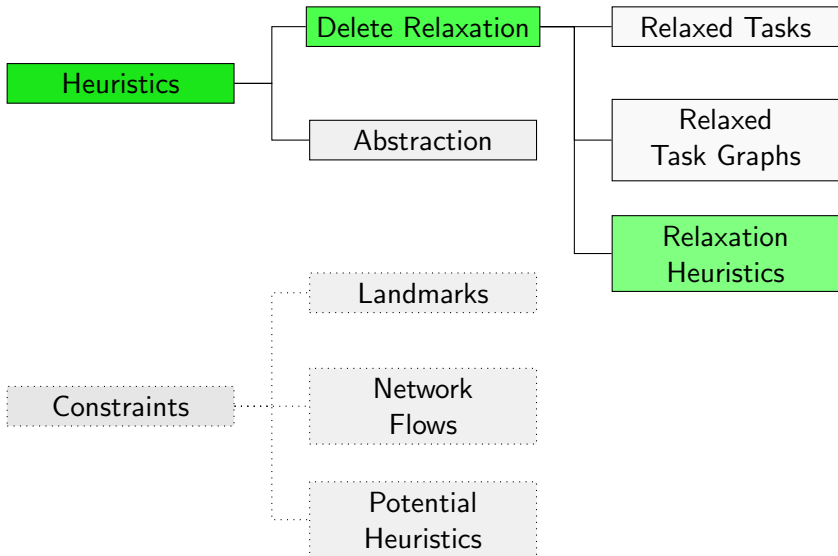 Heuristics
Delete Relaxation
Abstraction
Relaxed Tasks
Relaxed
Task Graphs
Relaxation
Heuristics
Constraints
Landmarks
Network
Flows
Potential
Heuristics